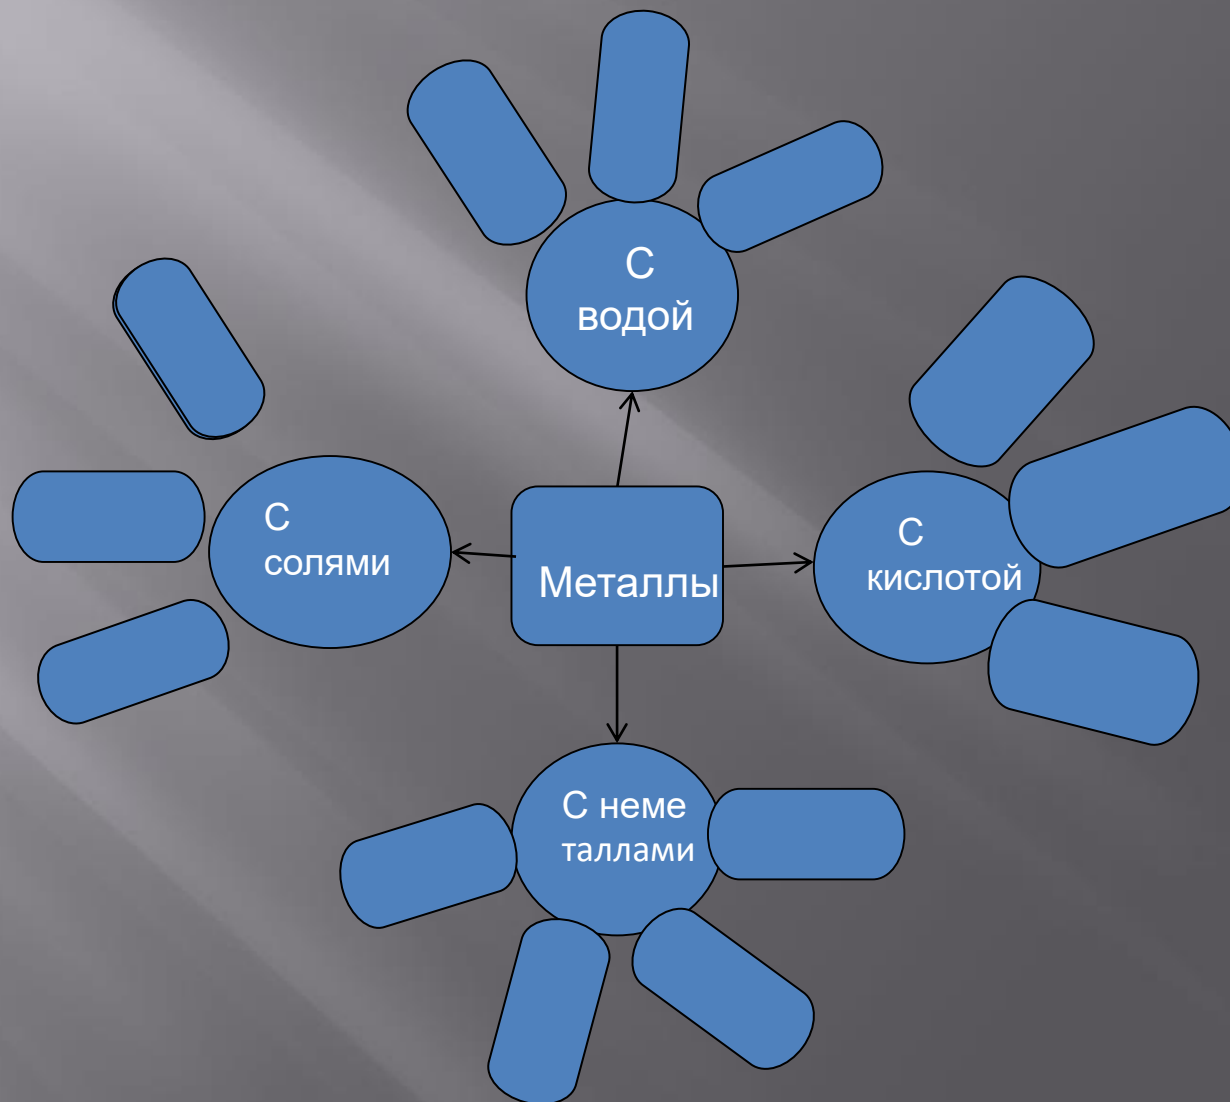 С
водой
С
солями
Металлы
С
кислотой
С неме
таллами